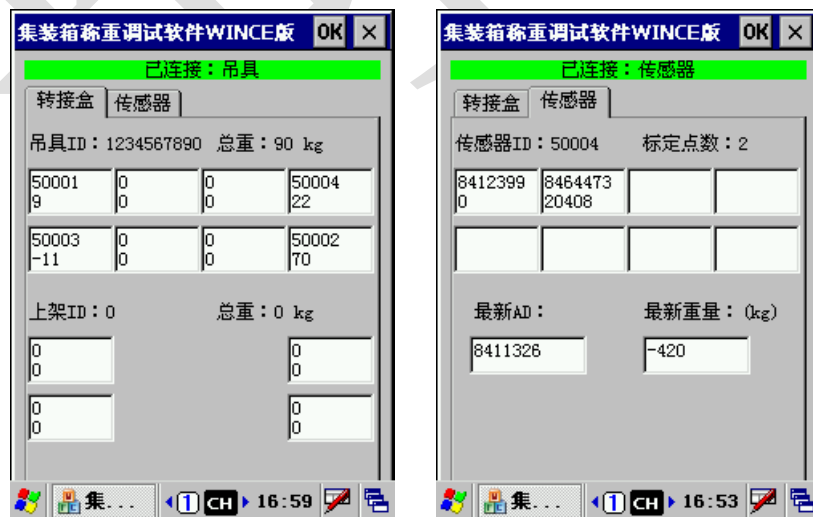 集装箱称重调试软件WINCE版 OK ×
已连接：吊具
转接盒 传感器
吊具ID：1234567890 总重：90 kg
50001 0 0 50004
9 0 0 22
50003 0 0 50002
-11 0 0 70
上架ID：0 总重：0 kg
0 0
0 0
0 0
0 0
集... 1 CH 16:59
集装箱称重调试软件WINCE版 OK ×
已连接：传感器
转接盒 传感器
传感器ID：50004 标定点数：2
8412399 8464473
0 20408
最新AD： 最新重量：(kg)
8411326 -420
集... 1 CH 16:53